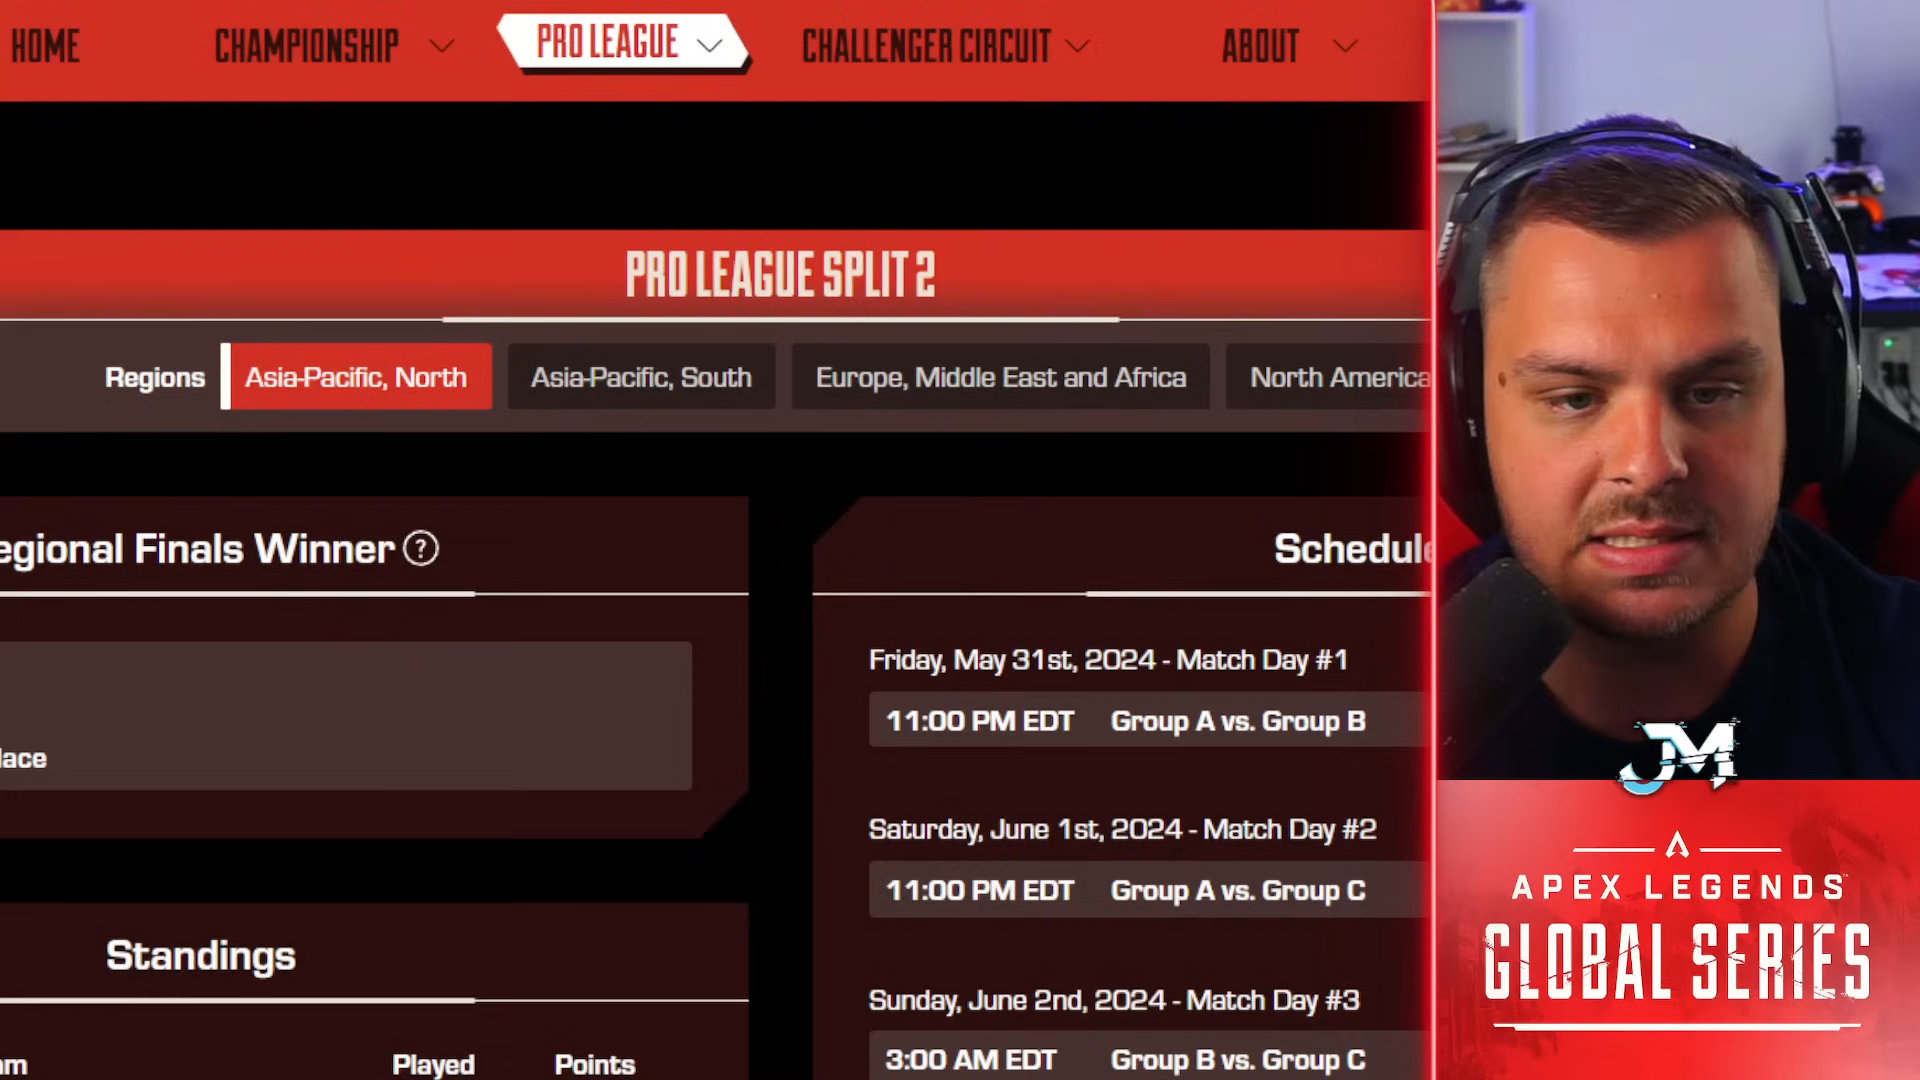 HOME CHAMPIONSHIP PRO LEAGUE CHALLENGER CIRCUIT ABOUT
PRO LEAGUE SPLIT 2
Regions Asia-Pacific, North Asia-Pacific, South Europe, Middle East and Africa North America
egional Finals Winner ?
lace
Standings
am Played Points
Schedul
Friday, May 31st, 2024 - Match Day #1
11:00 PM EDT Group A vs. Group B
Saturday, June 1st, 2024 - Match Day #2
11:00 PM EDT Group A vs. Group C
Sunday, June 2nd, 2024 - Match Day #3
3:00 AM EDT Group B vs. Group C
JM
APEX LEGENDS
GLOBAL SERIES